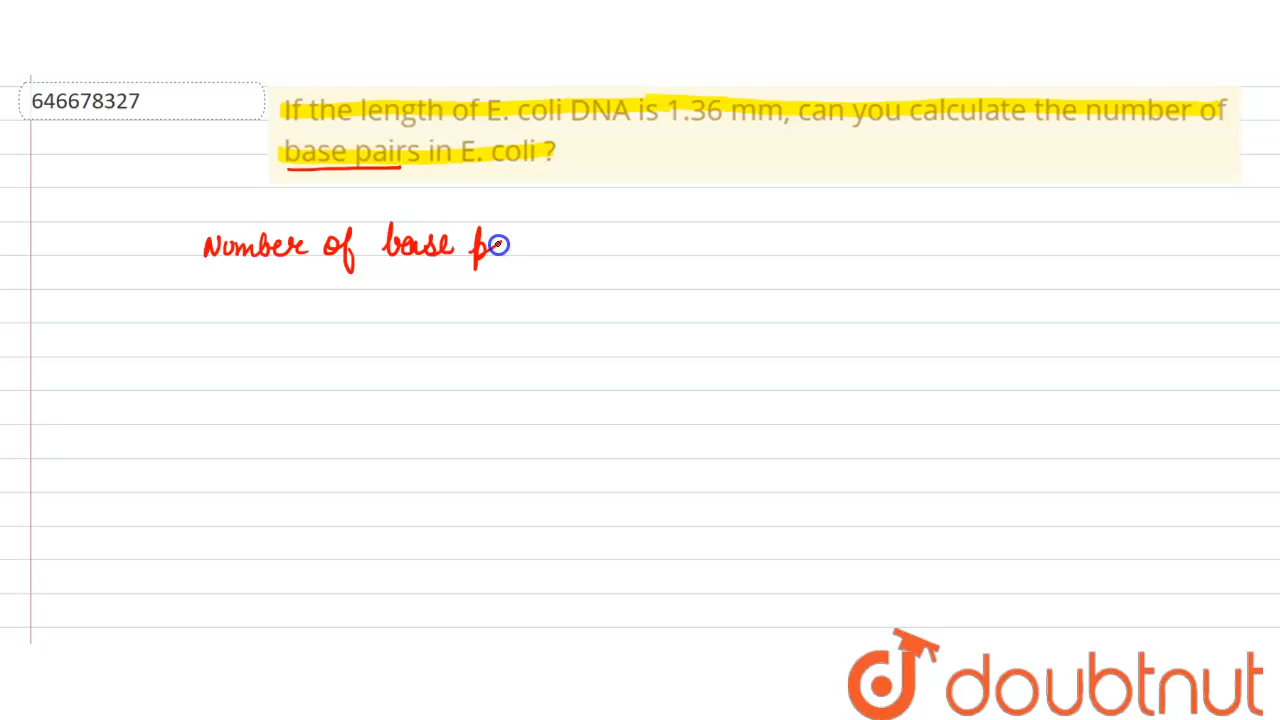 646678327
If the length of E. coli DNA is 1.36 mm, can you calculate the number of
base pairs in E. coli ?
Number of base p
doubtnut